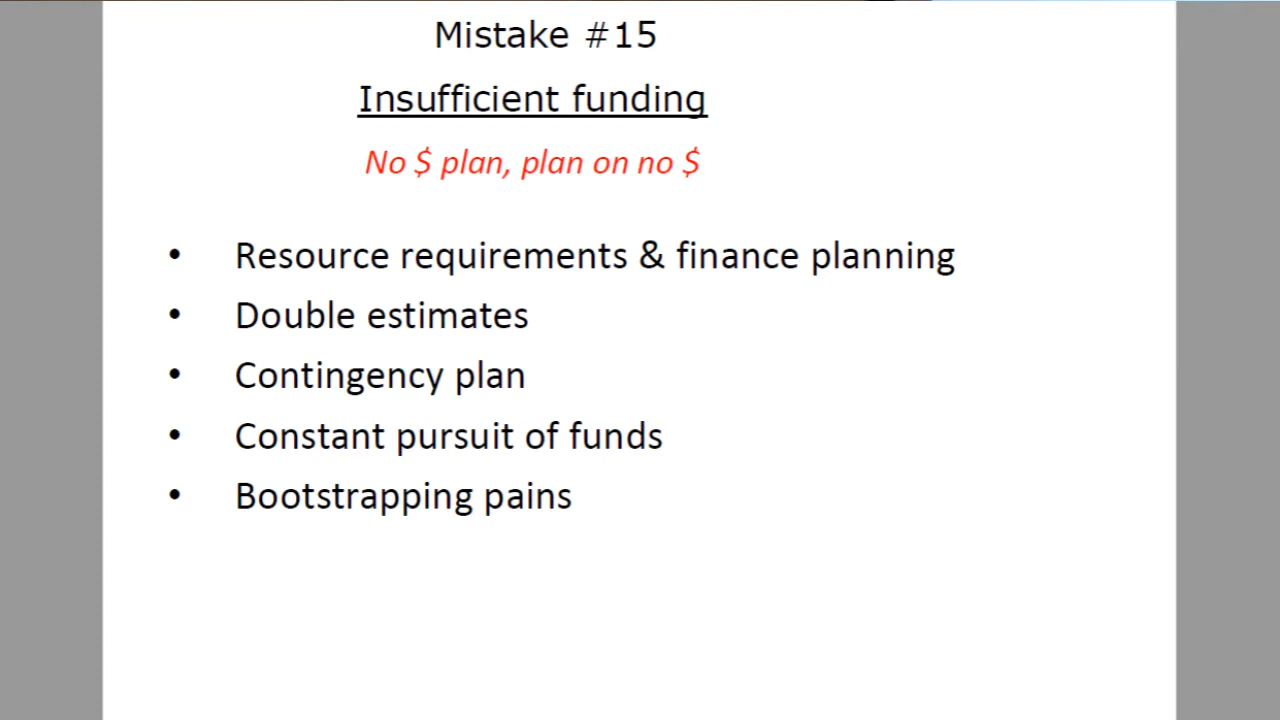 Mistake #15
Insufficient funding
No $ plan, plan on no $
• Resource requirements & finance planning
• Double estimates
• Contingency plan
• Constant pursuit of funds
• Bootstrapping pains